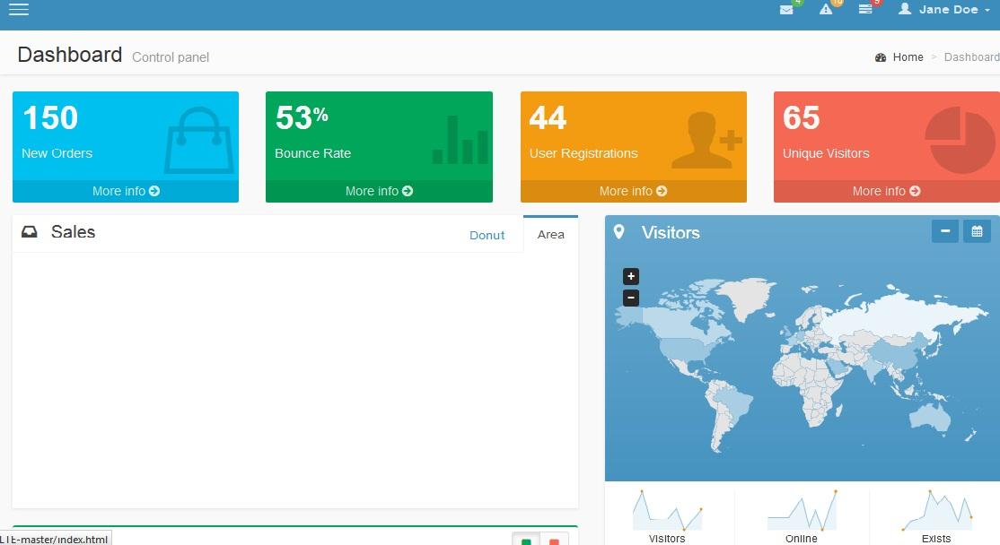 4 10 9 Jane Doe
Dashboard Control panel
Home > Dashboard
150
New Orders
More info
53%
Bounce Rate
More info
44
User Registrations
More info
65
Unique Visitors
More info
Sales
Donut Area
Visitors
+
−
Visitors Online Exists
LTE-master/index.html